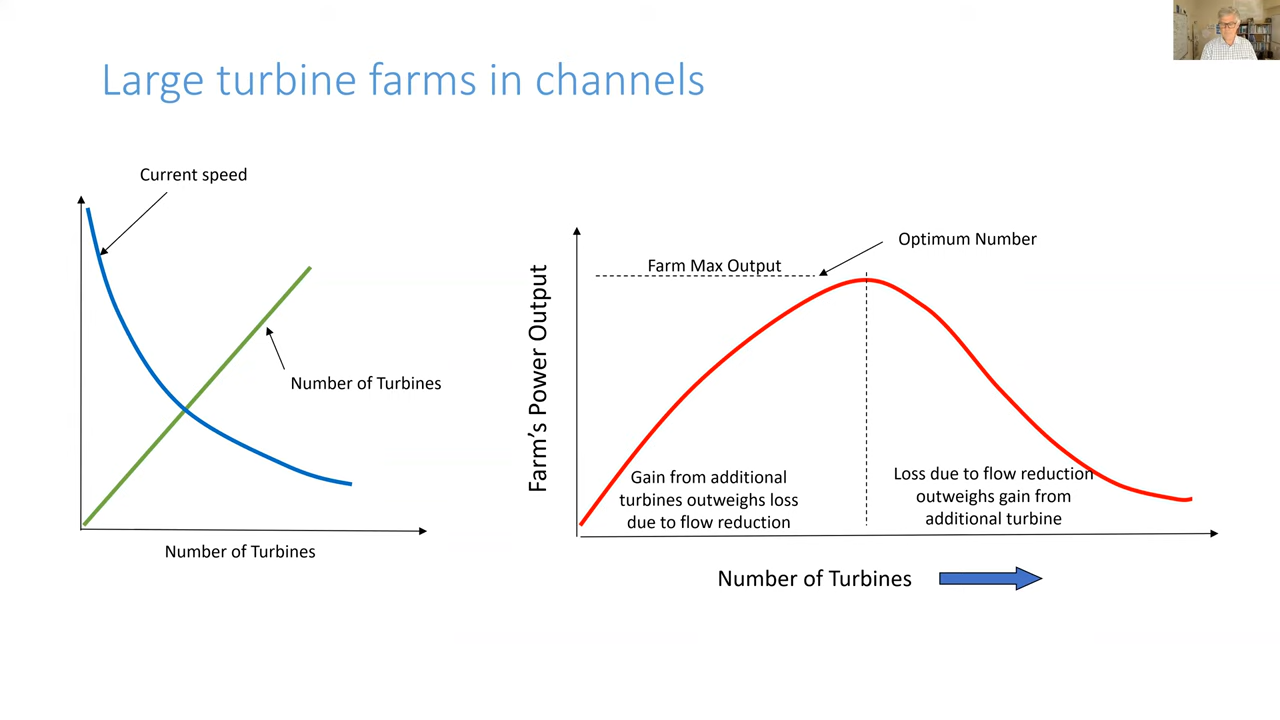 Large turbine farms in channels
Current speed
Number of Turbines
Number of Turbines
Farm's Power Output
Farm Max Output
Optimum Number
Gain from additional
turbines outweighs loss
due to flow reduction
Loss due to flow reduction
outweighs gain from
additional turbine
Number of Turbines